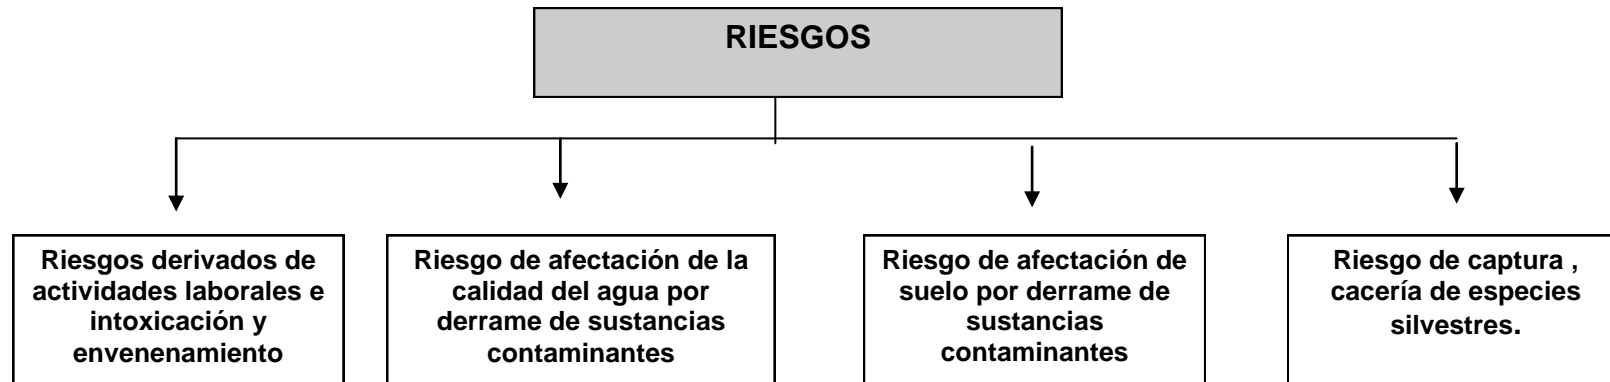 RIESGOS
Riesgos derivados de
actividades laborales e
intoxicación y
envenenamiento
Riesgo de afectación de la
calidad del agua por
derrame de sustancias
contaminantes
Riesgo de afectación de
suelo por derrame de
sustancias
contaminantes
Riesgo de captura ,
cacería de especies
silvestres.